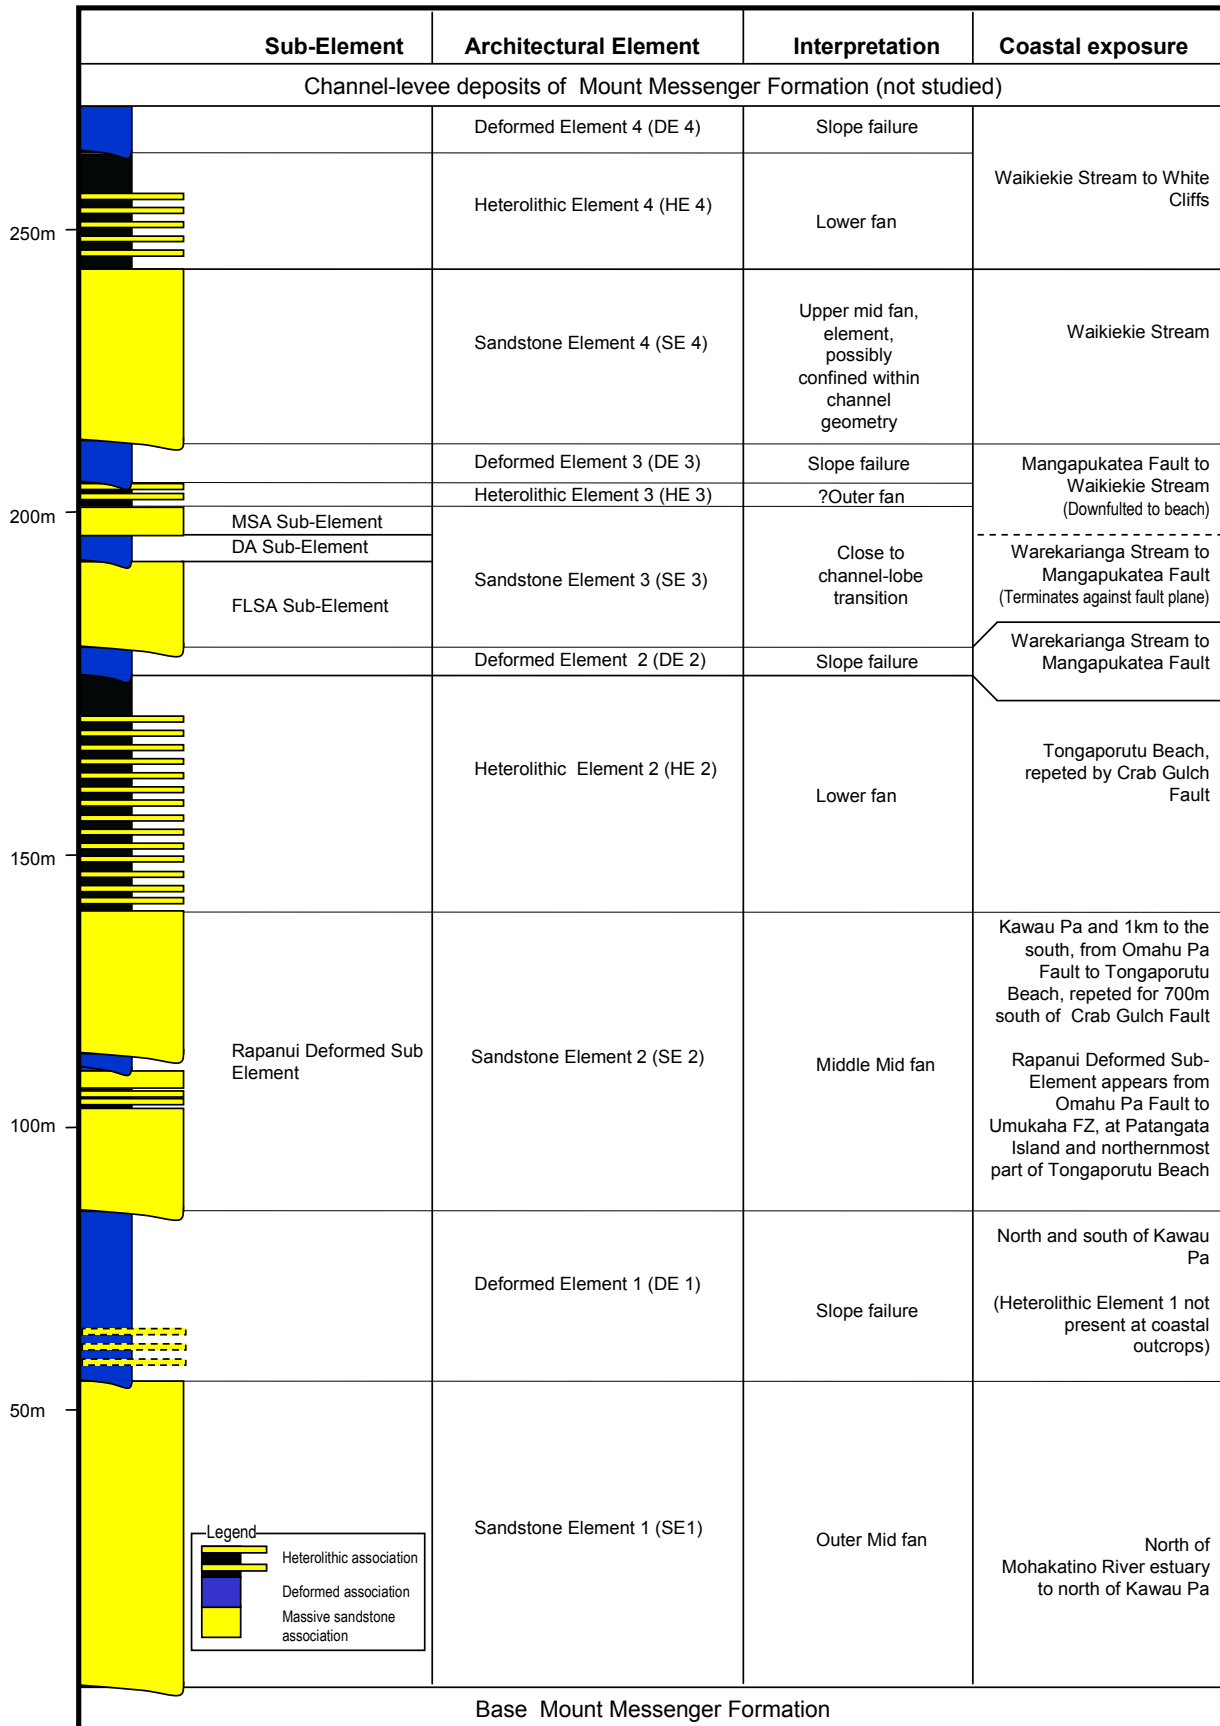 Sub-Element
Architectural Element
Interpretation
Coastal exposure
Channel-levee deposits of Mount Messenger Formation (not studied)
Deformed Element 4 (DE 4)
Slope failure
Waikiekie Stream to White
Cliffs
Heterolithic Element 4 (HE 4)
Lower fan
250m
Sandstone Element 4 (SE 4)
Upper mid fan,
element,
possibly
confined within
channel
geometry
Waikiekie Stream
Deformed Element 3 (DE 3)
Slope failure
Mangapukatea Fault to
Waikiekie Stream
(Downfulted to beach)
Heterolithic Element 3 (HE 3)
?Outer fan
200m
MSA Sub-Element
DA Sub-Element
FLSA Sub-Element
Sandstone Element 3 (SE 3)
Close to
channel-lobe
transition
Warekarianga Stream to
Mangapukatea Fault
(Terminates against fault plane)
Deformed Element  2 (DE 2)
Slope failure
Warekarianga Stream to
Mangapukatea Fault
Heterolithic  Element 2 (HE 2)
Lower fan
Tongaporutu Beach,
repeted by Crab Gulch
Fault
150m
Rapanui Deformed Sub
Element
Sandstone Element 2 (SE 2)
Middle Mid fan
Kawau Pa and 1km to the
south, from Omahu Pa
Fault to Tongaporutu
Beach, repeted for 700m
south of  Crab Gulch Fault
Rapanui Deformed Sub-
Element appears from
Omahu Pa Fault to
Umukaha FZ, at Patangata
Island and northernmost
part of Tongaporutu Beach
100m
Deformed Element 1 (DE 1)
Slope failure
North and south of Kawau
Pa
(Heterolithic Element 1 not
present at coastal
outcrops)
50m
Sandstone Element 1 (SE1)
Outer Mid fan
North of
Mohakatino River estuary
to north of Kawau Pa
Legend
Heterolithic association
Deformed association
Massive sandstone
association
Base  Mount Messenger Formation